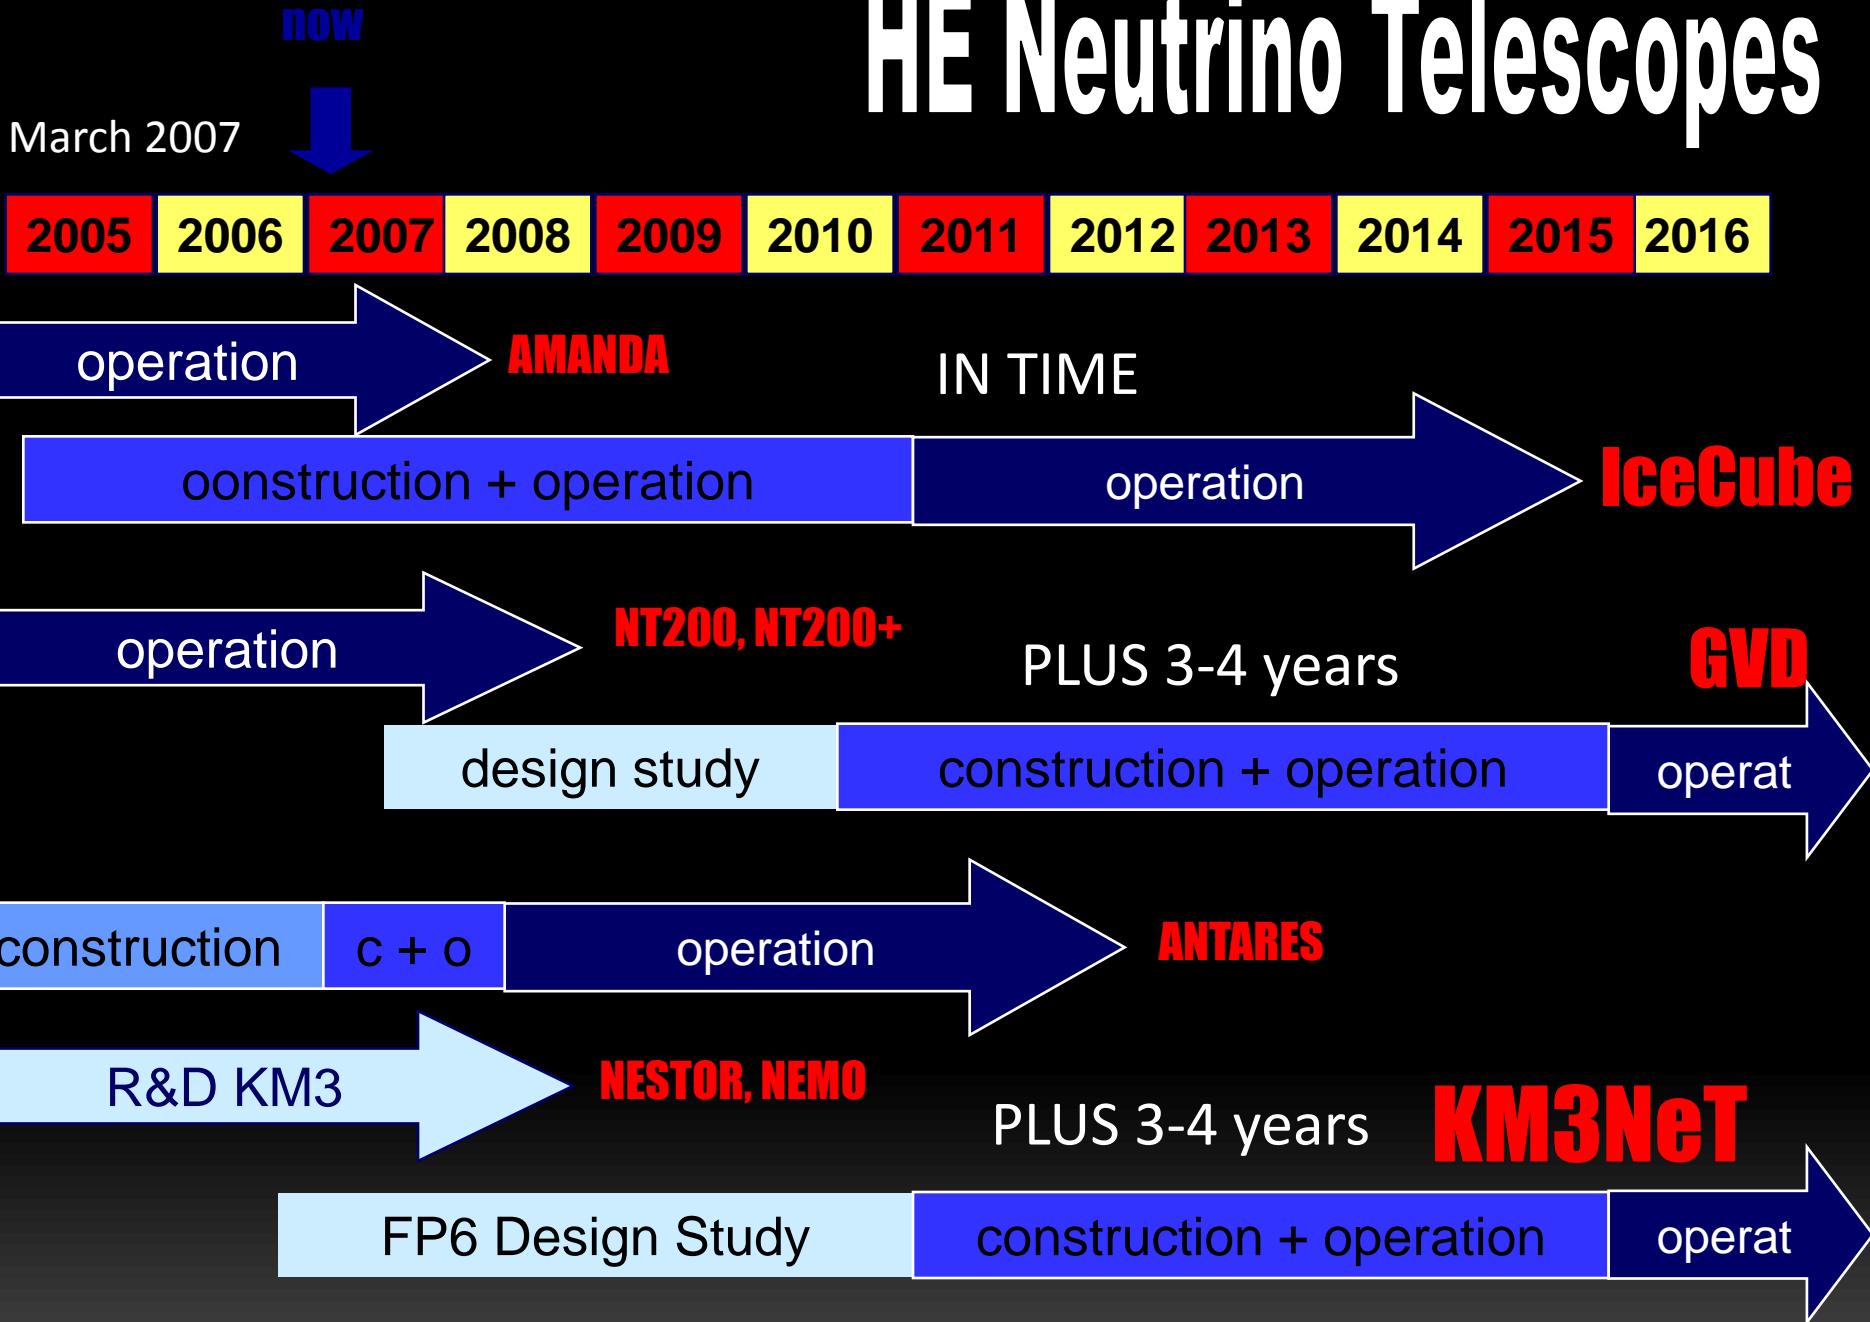 now
HE Neutrino Telescopes
March 2007
2005 2006 2007 2008 2009 2010 2011 2012 2013 2014 2015 2016
operation
AMANDA
IN TIME
oonstruction + operation
operation
IceCube
operation
NT200, NT200+
PLUS 3-4 years
GVD
design study
construction + operation
operat
construction
c + o
operation
ANTARES
R&D KM3
NESTOR, NEMO
PLUS 3-4 years
KM3NeT
FP6 Design Study
construction + operation
operat